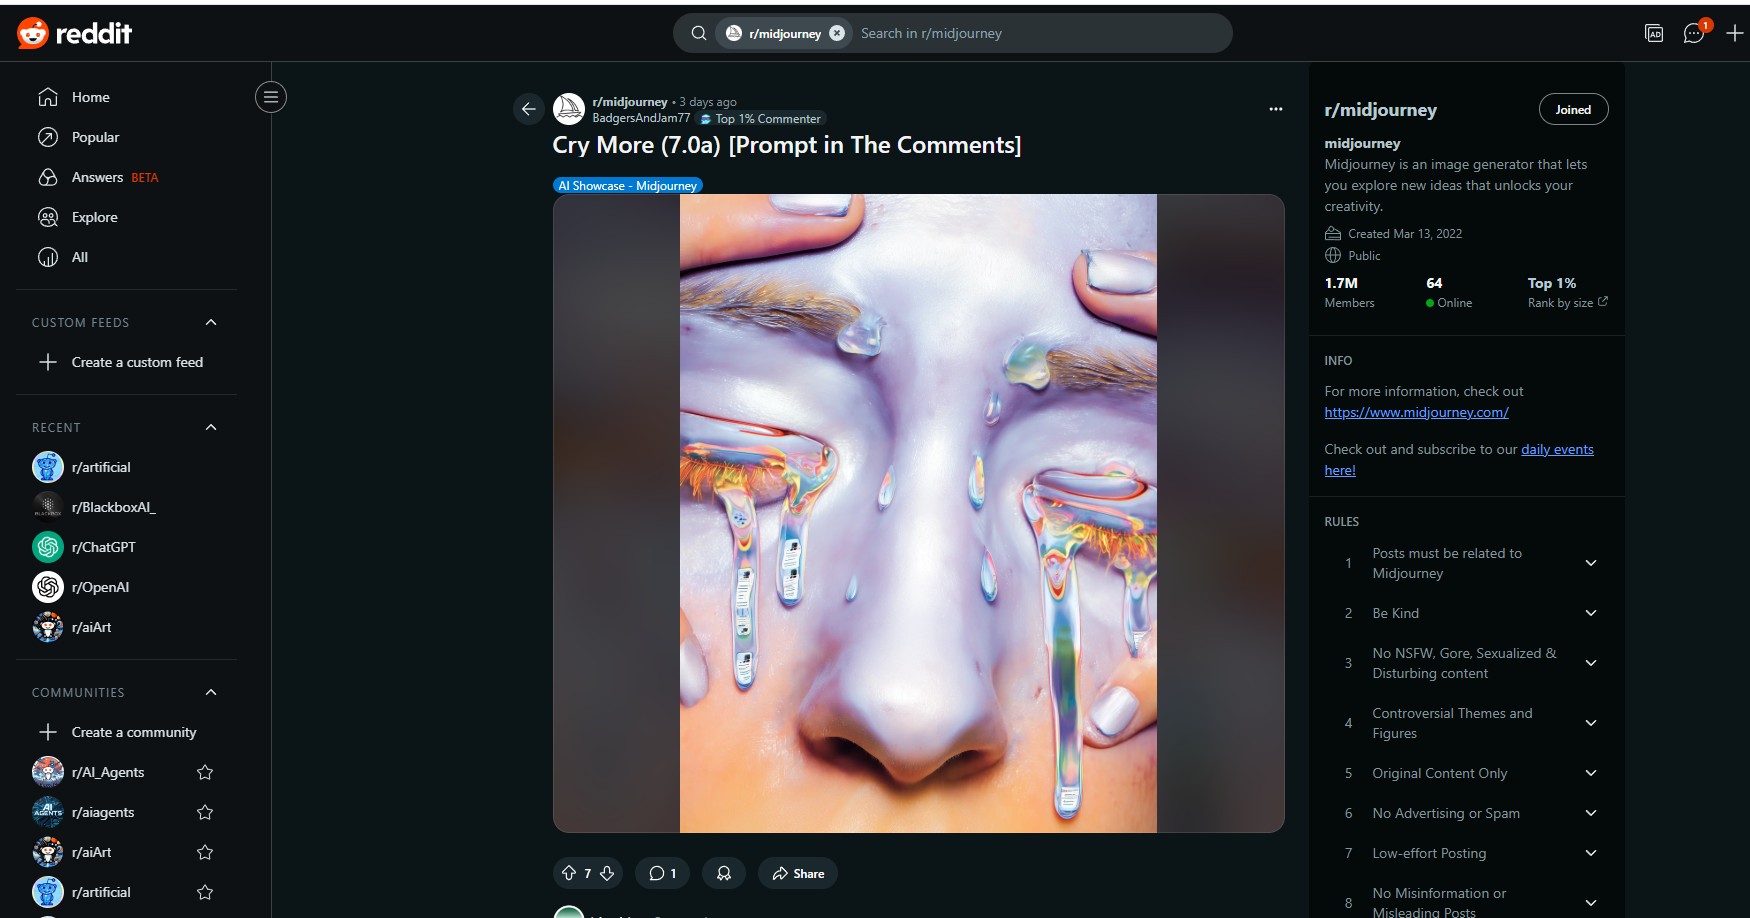 reddit
r/midjourney
Search in r/midjourney
AD
1
Home
Popular
Answers BETA
Explore
All
CUSTOM FEEDS
Create a custom feed
RECENT
r/artificial
r/BlackboxAI_
r/ChatGPT
r/OpenAI
r/aiArt
COMMUNITIES
Create a community
r/AI_Agents
AI
AGENTS
r/aiagents
r/aiArt
r/artificial
r/midjourney • 3 days ago
BadgersAndJam77 Top 1% Commenter
Cry More (7.0a) [Prompt in The Comments]
AI Showcase - Midjourney
7
1
Share
r/midjourney
Joined
midjourney
Midjourney is an image generator that lets
you explore new ideas that unlocks your
creativity.
Created Mar 13, 2022
Public
1.7M 64 Top 1%
Members Online Rank by size
INFO
For more information, check out
https://www.midjourney.com/
Check out and subscribe to our daily events
here!
RULES
1 Posts must be related to
Midjourney
2 Be Kind
3 No NSFW, Gore, Sexualized &
Disturbing content
4 Controversial Themes and
Figures
5 Original Content Only
6 No Advertising or Spam
7 Low-effort Posting
8 No Misinformation or
Misleading Posts